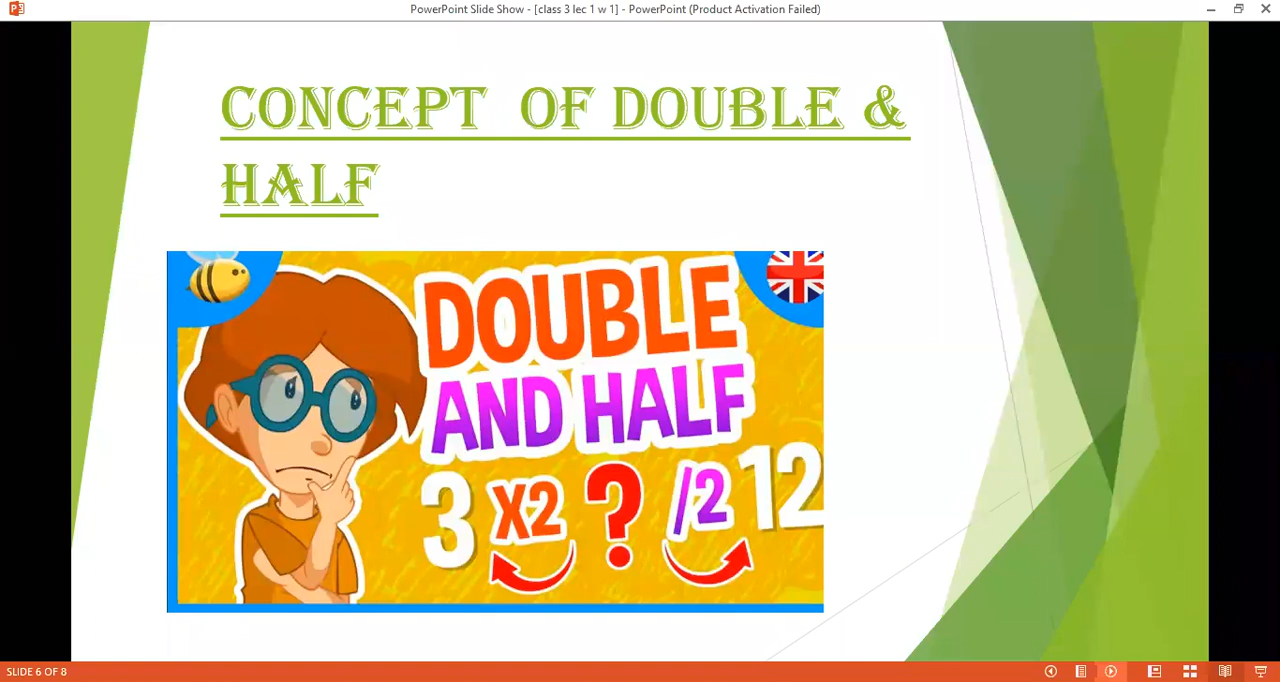 PowerPoint Slide Show - [class 3 lec 1 w 1] - PowerPoint (Product Activation Failed)
CONCEPT OF DOUBLE &
HALF
DOUBLE
AND HALF
3 X2 ? /2 12
SLIDE 6 OF 8